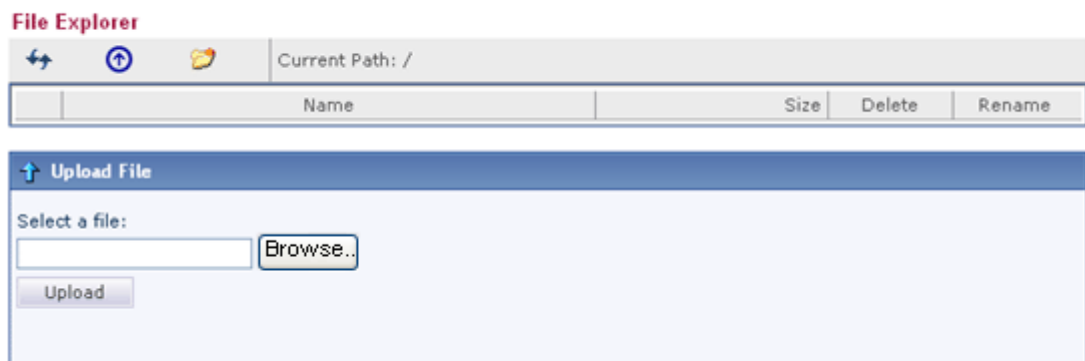 File Explorer
Current Path: /
Name Size Delete Rename
Upload File
Select a file:
Browse..
Upload